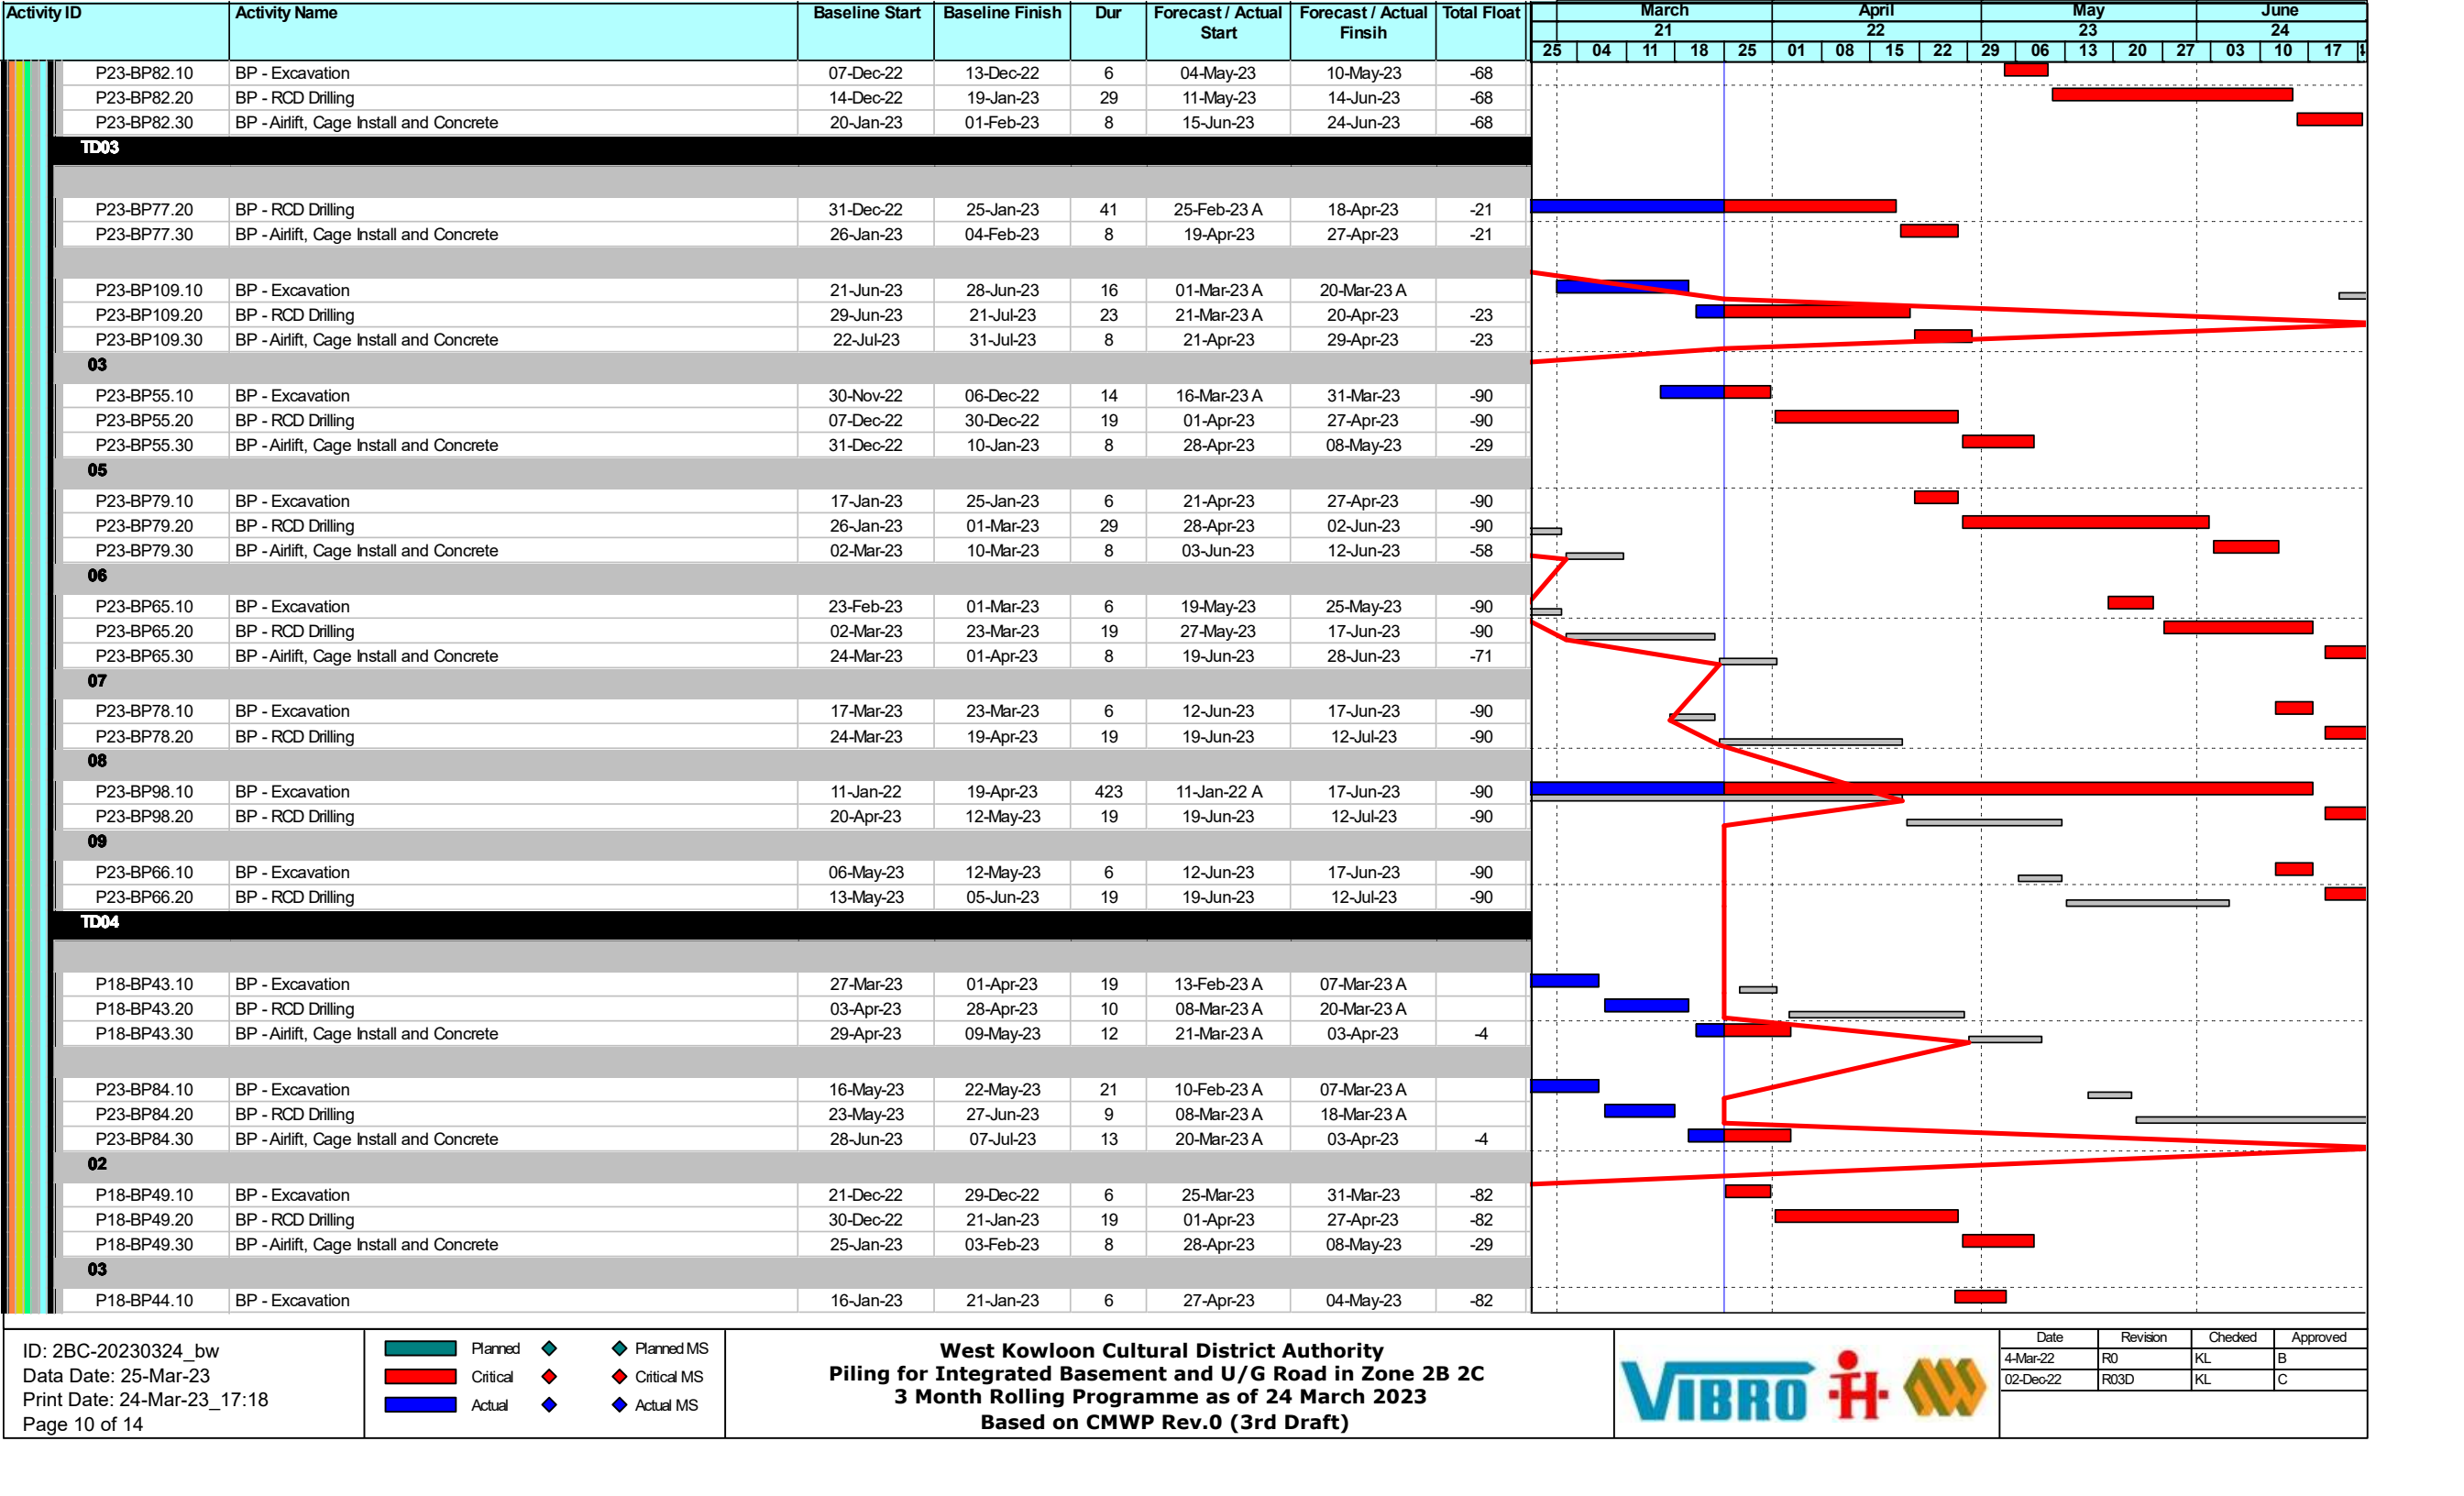 Activity ID Activity Name Baseline Start Baseline Finish Dur Forecast / Actual Start Forecast / Actual Finsih Total Float March April May June
21 22 23 24
25 04 11 18 25 01 08 15 22 29 06 13 20 27 03 10 17
P23-BP82.10 BP - Excavation 07-Dec-22 13-Dec-22 6 04-May-23 10-May-23 -68
P23-BP82.20 BP - RCD Drilling 14-Dec-22 19-Jan-23 29 11-May-23 14-Jun-23 -68
P23-BP82.30 BP - Airlift, Cage Install and Concrete 20-Jan-23 01-Feb-23 8 15-Jun-23 24-Jun-23 -68
TD03
P23-BP77.20 BP - RCD Drilling 31-Dec-22 25-Jan-23 41 25-Feb-23 A 18-Apr-23 -21
P23-BP77.30 BP - Airlift, Cage Install and Concrete 26-Jan-23 04-Feb-23 8 19-Apr-23 27-Apr-23 -21
P23-BP109.10 BP - Excavation 21-Jun-23 28-Jun-23 16 01-Mar-23 A 20-Mar-23 A
P23-BP109.20 BP - RCD Drilling 29-Jun-23 21-Jul-23 23 21-Mar-23 A 20-Apr-23 -23
P23-BP109.30 BP - Airlift, Cage Install and Concrete 22-Jul-23 31-Jul-23 8 21-Apr-23 29-Apr-23 -23
03
P23-BP55.10 BP - Excavation 30-Nov-22 06-Dec-22 14 16-Mar-23 A 31-Mar-23 -90
P23-BP55.20 BP - RCD Drilling 07-Dec-22 30-Dec-22 19 01-Apr-23 27-Apr-23 -90
P23-BP55.30 BP - Airlift, Cage Install and Concrete 31-Dec-22 10-Jan-23 8 28-Apr-23 08-May-23 -29
05
P23-BP79.10 BP - Excavation 17-Jan-23 25-Jan-23 6 21-Apr-23 27-Apr-23 -90
P23-BP79.20 BP - RCD Drilling 26-Jan-23 01-Mar-23 29 28-Apr-23 02-Jun-23 -90
P23-BP79.30 BP - Airlift, Cage Install and Concrete 02-Mar-23 10-Mar-23 8 03-Jun-23 12-Jun-23 -58
06
P23-BP65.10 BP - Excavation 23-Feb-23 01-Mar-23 6 19-May-23 25-May-23 -90
P23-BP65.20 BP - RCD Drilling 02-Mar-23 23-Mar-23 19 27-May-23 17-Jun-23 -90
P23-BP65.30 BP - Airlift, Cage Install and Concrete 24-Mar-23 01-Apr-23 8 19-Jun-23 28-Jun-23 -71
07
P23-BP78.10 BP - Excavation 17-Mar-23 23-Mar-23 6 12-Jun-23 17-Jun-23 -90
P23-BP78.20 BP - RCD Drilling 24-Mar-23 19-Apr-23 19 19-Jun-23 12-Jul-23 -90
08
P23-BP98.10 BP - Excavation 11-Jan-22 19-Apr-23 423 11-Jan-22 A 17-Jun-23 -90
P23-BP98.20 BP - RCD Drilling 20-Apr-23 12-May-23 19 19-Jun-23 12-Jul-23 -90
09
P23-BP66.10 BP - Excavation 06-May-23 12-May-23 6 12-Jun-23 17-Jun-23 -90
P23-BP66.20 BP - RCD Drilling 13-May-23 05-Jun-23 19 19-Jun-23 12-Jul-23 -90
TD04
P18-BP43.10 BP - Excavation 27-Mar-23 01-Apr-23 19 13-Feb-23 A 07-Mar-23 A
P18-BP43.20 BP - RCD Drilling 03-Apr-23 28-Apr-23 10 08-Mar-23 A 20-Mar-23 A
P18-BP43.30 BP - Airlift, Cage Install and Concrete 29-Apr-23 09-May-23 12 21-Mar-23 A 03-Apr-23 -4
P23-BP84.10 BP - Excavation 16-May-23 22-May-23 21 10-Feb-23 A 07-Mar-23 A
P23-BP84.20 BP - RCD Drilling 23-May-23 27-Jun-23 9 08-Mar-23 A 18-Mar-23 A
P23-BP84.30 BP - Airlift, Cage Install and Concrete 28-Jun-23 07-Jul-23 13 20-Mar-23 A 03-Apr-23 -4
02
P18-BP49.10 BP - Excavation 21-Dec-22 29-Dec-22 6 25-Mar-23 31-Mar-23 -82
P18-BP49.20 BP - RCD Drilling 30-Dec-22 21-Jan-23 19 01-Apr-23 27-Apr-23 -82
P18-BP49.30 BP - Airlift, Cage Install and Concrete 25-Jan-23 03-Feb-23 8 28-Apr-23 08-May-23 -29
03
P18-BP44.10 BP - Excavation 16-Jan-23 21-Jan-23 6 27-Apr-23 04-May-23 -82
ID: 2BC-20230324_bw
Data Date: 25-Mar-23
Print Date: 24-Mar-23_17:18
Page 10 of 14
Planned Planned MS
Critical Critical MS
Actual Actual MS
West Kowloon Cultural District Authority
Piling for Integrated Basement and U/G Road in Zone 2B 2C
3 Month Rolling Programme as of 24 March 2023
Based on CMWP Rev.0 (3rd Draft)
VIBRO
Date Revision Checked Approved
4-Mar-22 R0 KL B
02-Dec-22 R03D KL C